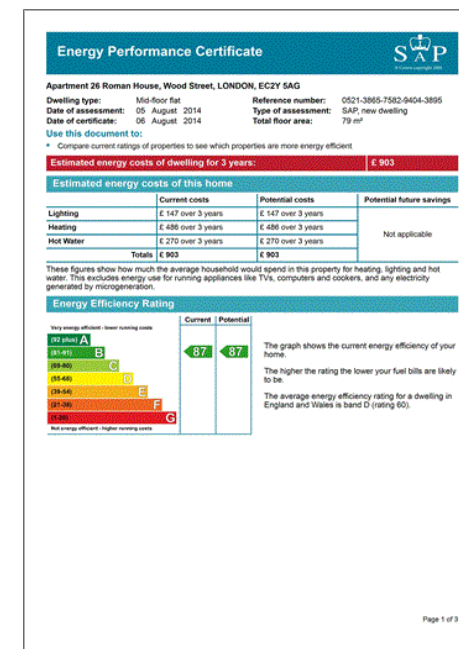 Energy Performance Certificate
SAP
© Crown copyright 2009
Apartment 26 Roman House, Wood Street, LONDON, EC2Y 5AG
Dwelling type: Mid-floor flat Reference number: 0521-3865-7582-9404-3895
Date of assessment: 05 August 2014 Type of assessment: SAP, new dwelling
Date of certificate: 06 August 2014 Total floor area: 79 m²
Use this document to:
• Compare current ratings of properties to see which properties are more energy efficient
Estimated energy costs of dwelling for 3 years: £ 903
Estimated energy costs of this home
Current costs Potential costs Potential future savings
Lighting £ 147 over 3 years £ 147 over 3 years
Heating £ 486 over 3 years £ 486 over 3 years
Not applicable
Hot Water £ 270 over 3 years £ 270 over 3 years
Totals £ 903 £ 903
These figures show how much the average household would spend in this property for heating, lighting and hot
water. This excludes energy use for running appliances like TVs, computers and cookers, and any electricity
generated by microgeneration.
Energy Efficiency Rating
Current Potential
Very energy efficient - lower running costs
(92 plus) A
(81-91) B 87 87
(69-80) C
(55-68) D
(39-54) E
(21-38) F
(1-20) G
Not energy efficient - higher running costs
The graph shows the current energy efficiency of your
home.
The higher the rating the lower your fuel bills are likely
to be.
The average energy efficiency rating for a dwelling in
England and Wales is band D (rating 60).
Page 1 of 3